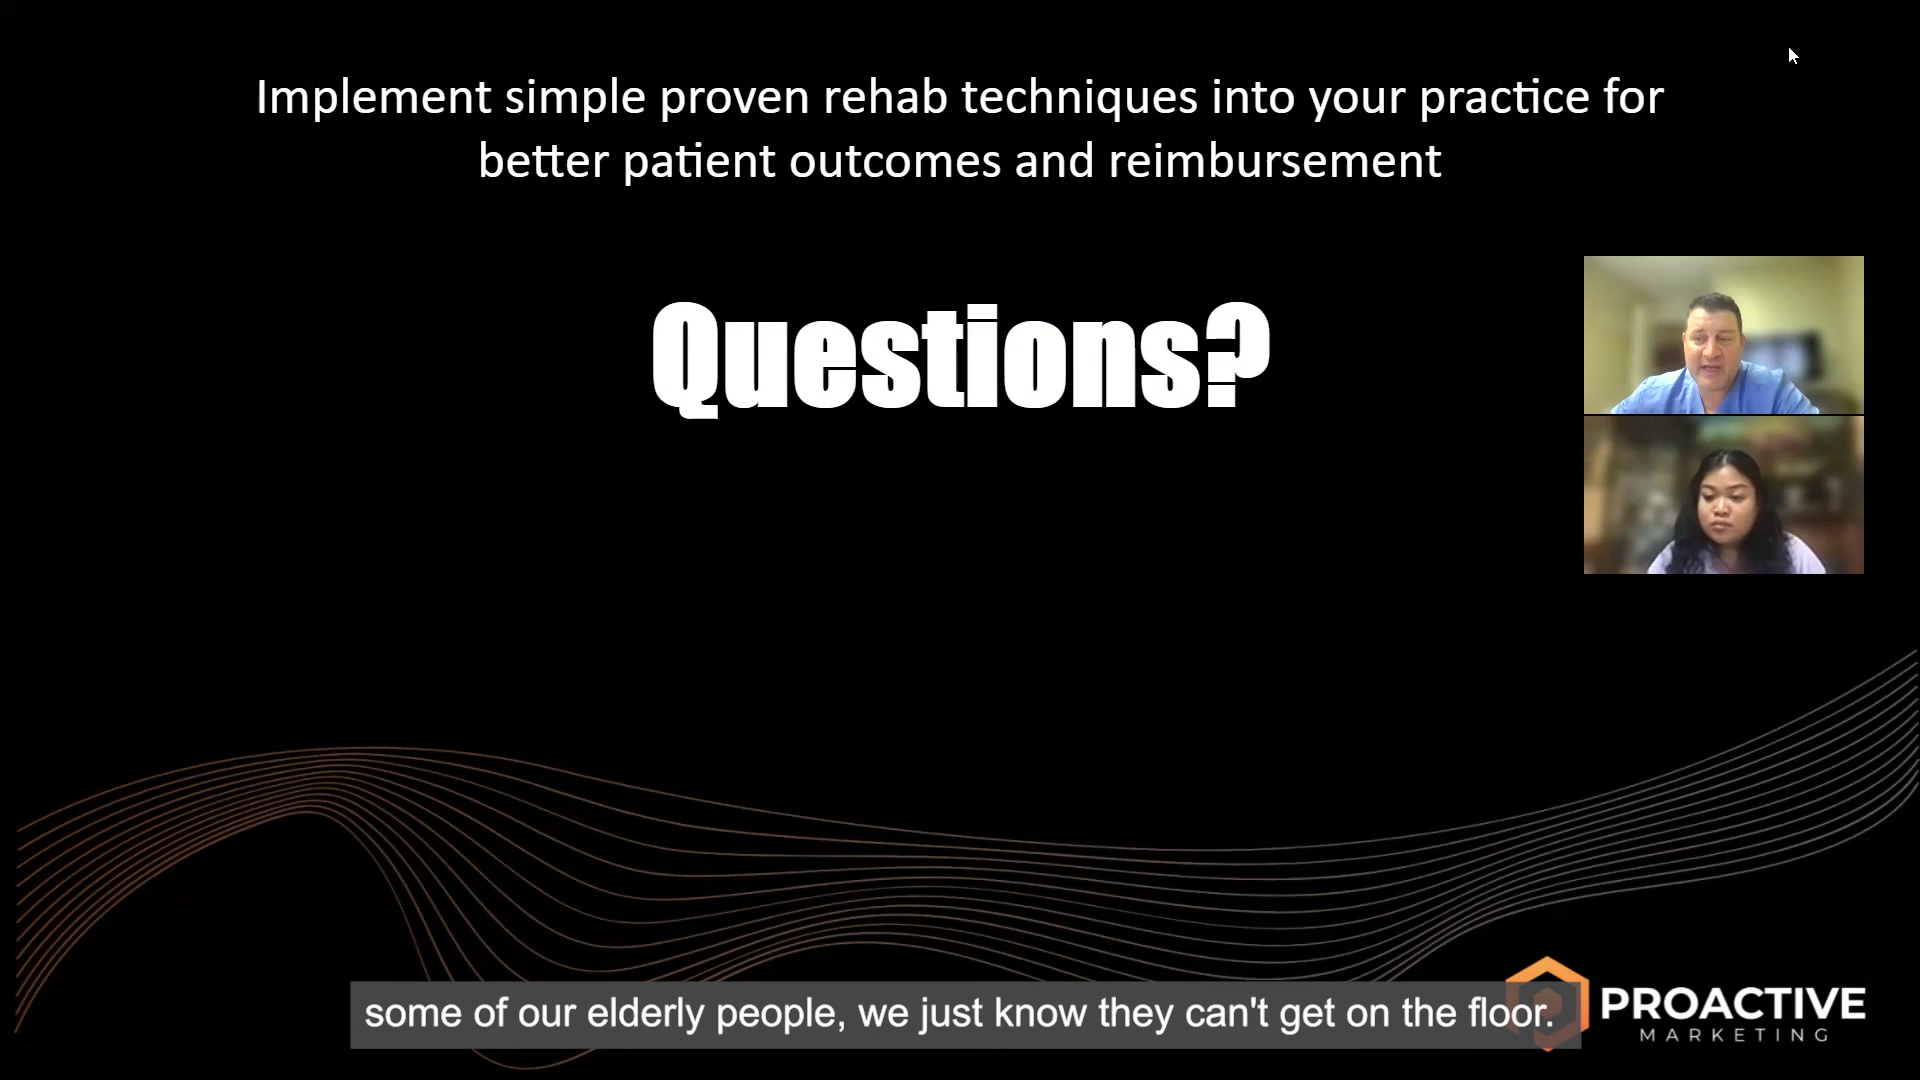 Implement simple proven rehab techniques into your practice for
better patient outcomes and reimbursement
Questions?
some of our elderly people, we just know they can't get on the floor.
PROACTIVE
MARKETING